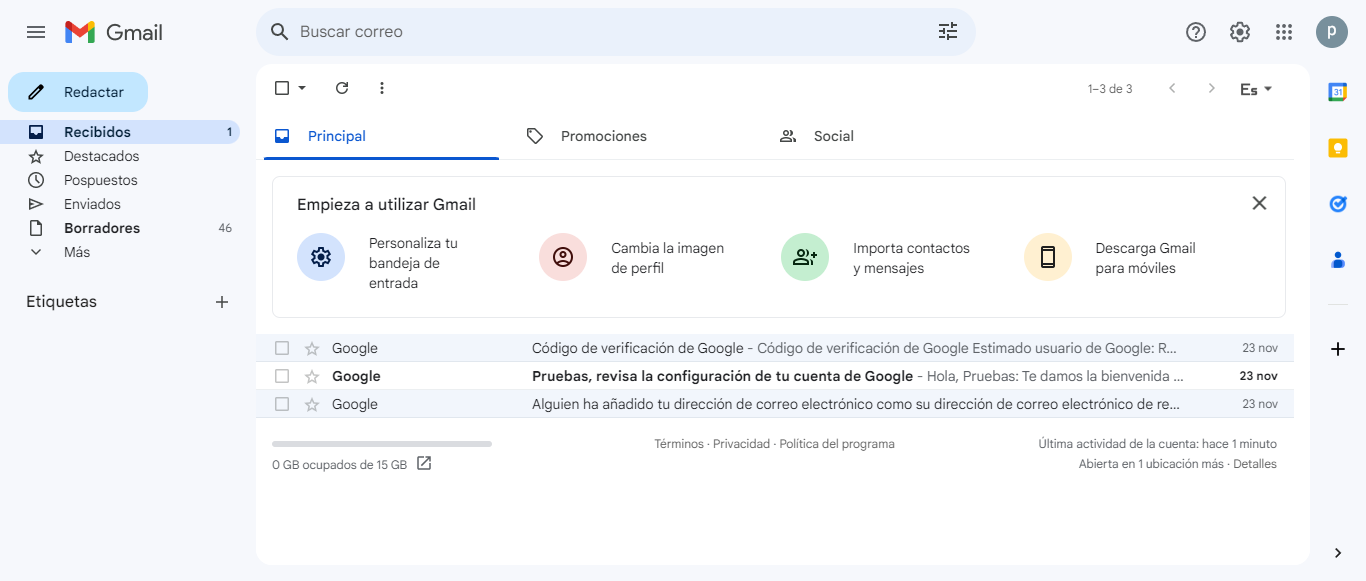 Gmail
Buscar correo
p
Redactar
Recibidos 1
Destacados
Pospuestos
Enviados
Borradores 46
Más
Etiquetas
1–3 de 3
Es
31
Principal
Promociones
Social
Empieza a utilizar Gmail
Personaliza tu
bandeja de
entrada
Cambia la imagen
de perfil
Importa contactos
y mensajes
Descarga Gmail
para móviles
Google Código de verificación de Google - Código de verificación de Google Estimado usuario de Google: R... 23 nov
Google Pruebas, revisa la configuración de tu cuenta de Google - Hola, Pruebas: Te damos la bienvenida ... 23 nov
Google Alguien ha añadido tu dirección de correo electrónico como su dirección de correo electrónico de re... 23 nov
0 GB ocupados de 15 GB
Términos · Privacidad · Política del programa
Última actividad de la cuenta: hace 1 minuto
Abierta en 1 ubicación más · Detalles